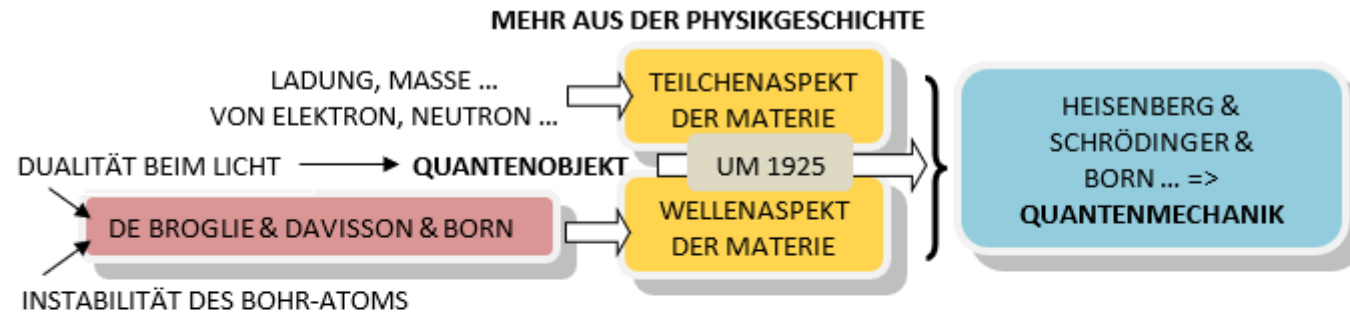 MEHR AUS DER PHYSIKGESCHICHTE
LADUNG, MASSE ...
VON ELEKTRON, NEUTRON ...
TEILCHENASPEKT
DER MATERIE
DUALITÄT BEIM LICHT
QUANTENOBJEKT
UM 1925
DE BROGLIE & DAVISSON & BORN
WELLENASPEKT
DER MATERIE
INSTABILITÄT DES BOHR-ATOMS
HEISENBERG &
SCHRÖDINGER &
BORN ... =>
QUANTENMECHANIK